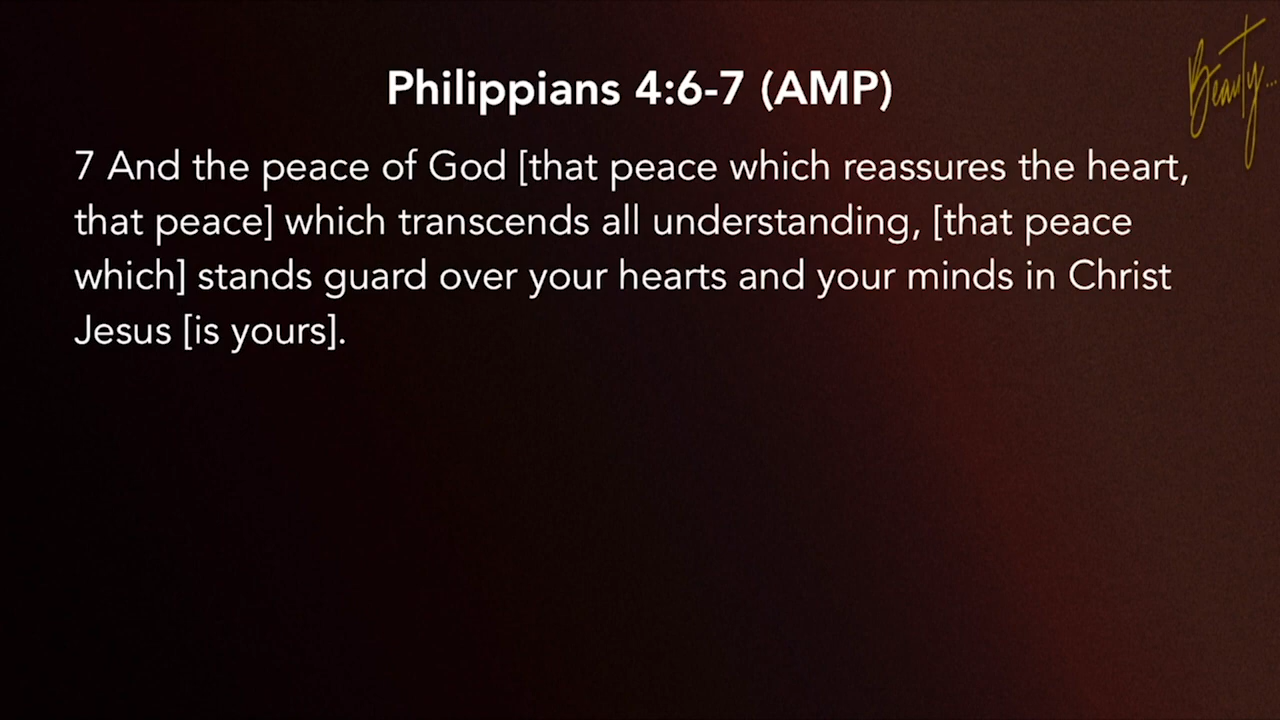 Philippians 4:6-7 (AMP)
Beauty...
7 And the peace of God [that peace which reassures the heart,
that peace] which transcends all understanding, [that peace
which] stands guard over your hearts and your minds in Christ
Jesus [is yours].